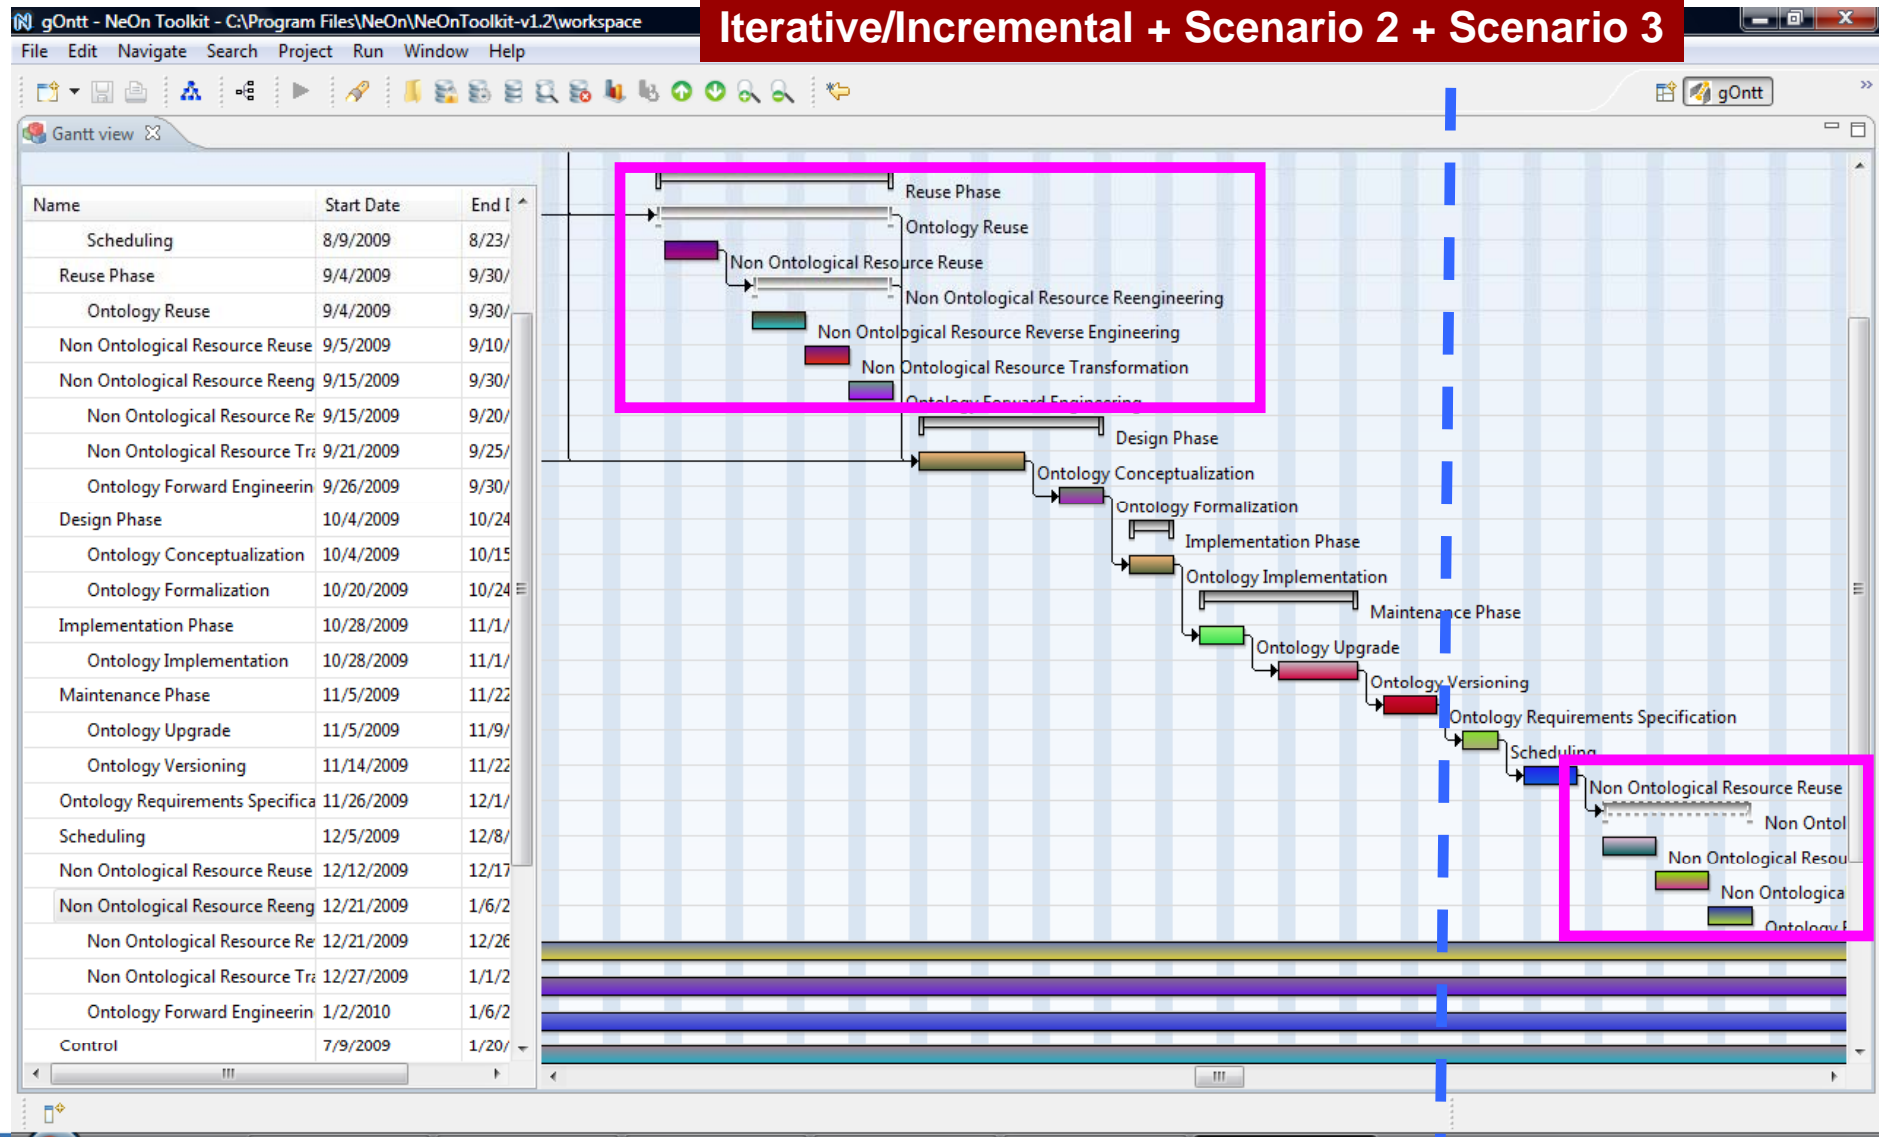 gOntt - NeOn Toolkit - C:\Program Files\NeOn\NeOnToolkit-v1.2\workspace
Iterative/Incremental + Scenario 2 + Scenario 3
File Edit Navigate Search Project Run Window Help
gOntt
Gantt view
Name Start Date End D
Scheduling 8/9/2009 8/23/
Reuse Phase 9/4/2009 9/30/
Ontology Reuse 9/4/2009 9/30/
Non Ontological Resource Reuse 9/5/2009 9/10/
Non Ontological Resource Reeng 9/15/2009 9/30/
Non Ontological Resource Re 9/15/2009 9/20/
Non Ontological Resource Tra 9/21/2009 9/25/
Ontology Forward Engineerin 9/26/2009 9/30/
Design Phase 10/4/2009 10/24
Ontology Conceptualization 10/4/2009 10/15
Ontology Formalization 10/20/2009 10/24
Implementation Phase 10/28/2009 11/1/
Ontology Implementation 10/28/2009 11/1/
Maintenance Phase 11/5/2009 11/22
Ontology Upgrade 11/5/2009 11/9/
Ontology Versioning 11/14/2009 11/22
Ontology Requirements Specifica 11/26/2009 12/1/
Scheduling 12/5/2009 12/8/
Non Ontological Resource Reuse 12/12/2009 12/17
Non Ontological Resource Reeng 12/21/2009 1/6/2
Non Ontological Resource Re 12/21/2009 12/26
Non Ontological Resource Tra 12/27/2009 1/1/2
Ontology Forward Engineerin 1/2/2010 1/6/2
Control 7/9/2009 1/20/
Reuse Phase
Ontology Reuse
Non Ontological Resource Reuse
Non Ontological Resource Reengineering
Non Ontological Resource Reverse Engineering
Non Ontological Resource Transformation
Ontology Forward Engineering
Design Phase
Ontology Conceptualization
Ontology Formalization
Implementation Phase
Ontology Implementation
Maintenance Phase
Ontology Upgrade
Ontology Versioning
Ontology Requirements Specification
Scheduling
Non Ontological Resource Reuse
Non Ontol
Non Ontological Resou
Non Ontologica
Ontology F